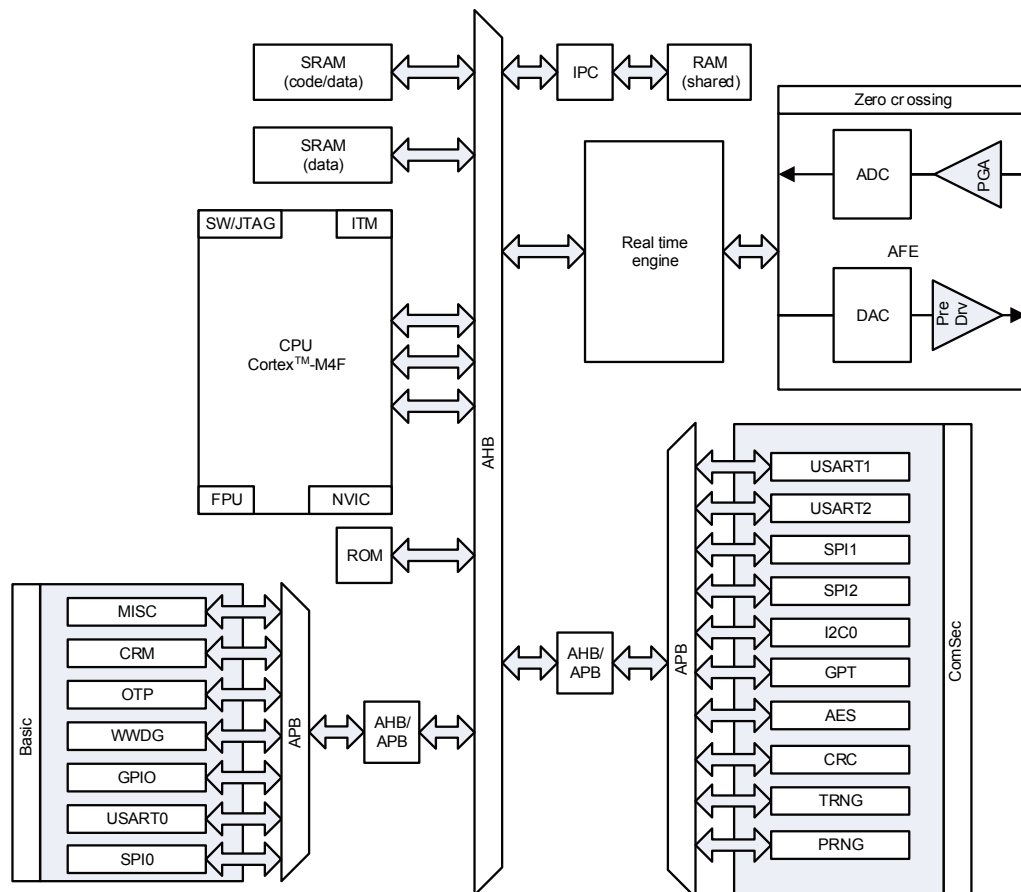 SRAM
(code/data)
IPC
RAM
(shared)
Zero crossing
SRAM
(data)
ADC
PGA
SW/JTAG
ITM
Real time
engine
AFE
DAC
Pre
Drv
CPU
Cortex™-M4F
AHB
FPU
NVIC
ROM
USART1
USART2
SPI1
SPI2
I2C0
GPT
AES
CRC
TRNG
PRNG
APB
ComSec
AHB/
APB
Basic
MISC
CRM
OTP
WWDG
GPIO
USART0
SPI0
APB
AHB/
APB